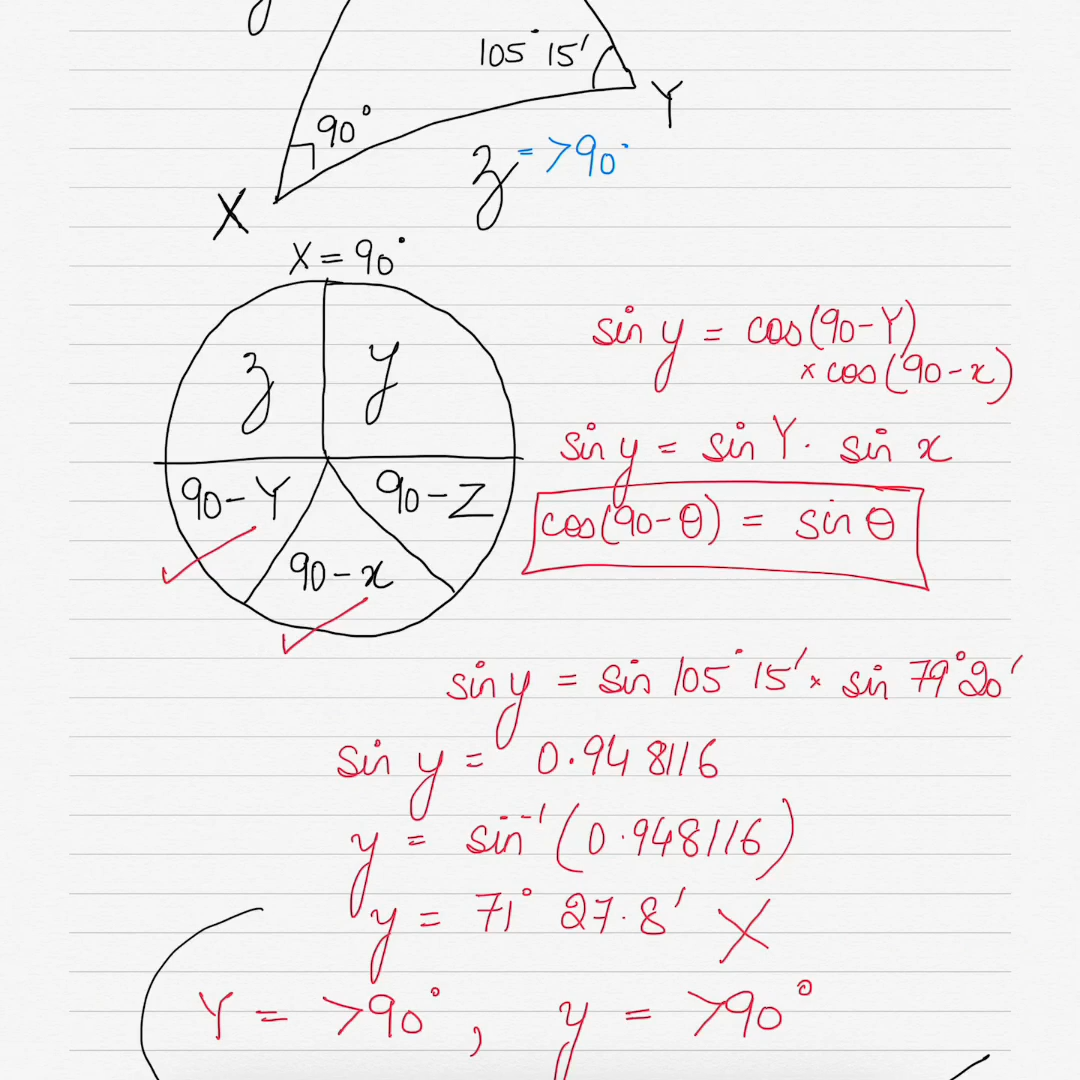 y
105° 15′
90°
Y
z = >90°
X
X = 90°
z
y
sin y = cos(90-Y)
× cos(90-x)
sin y = sin Y. sin x
90-Y
90-Z
cos(90-θ) = sin θ
90-x
sin y = sin 105° 15′ × sin 79° 20′
sin y = 0.948116
y = sin⁻¹(0.948116)
y = 71° 27.8′ X
Y = >90°, y = >90°